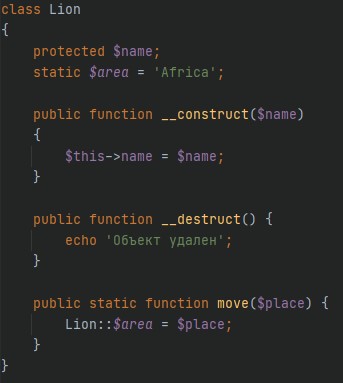 class Lion
{
    protected $name;
    static $area = 'Africa';

    public function __construct($name)
    {
        $this->name = $name;
    }

    public function __destruct() {
        echo 'Объект удален';
    }

    public static function move($place) {
        Lion::$area = $place;
    }
}